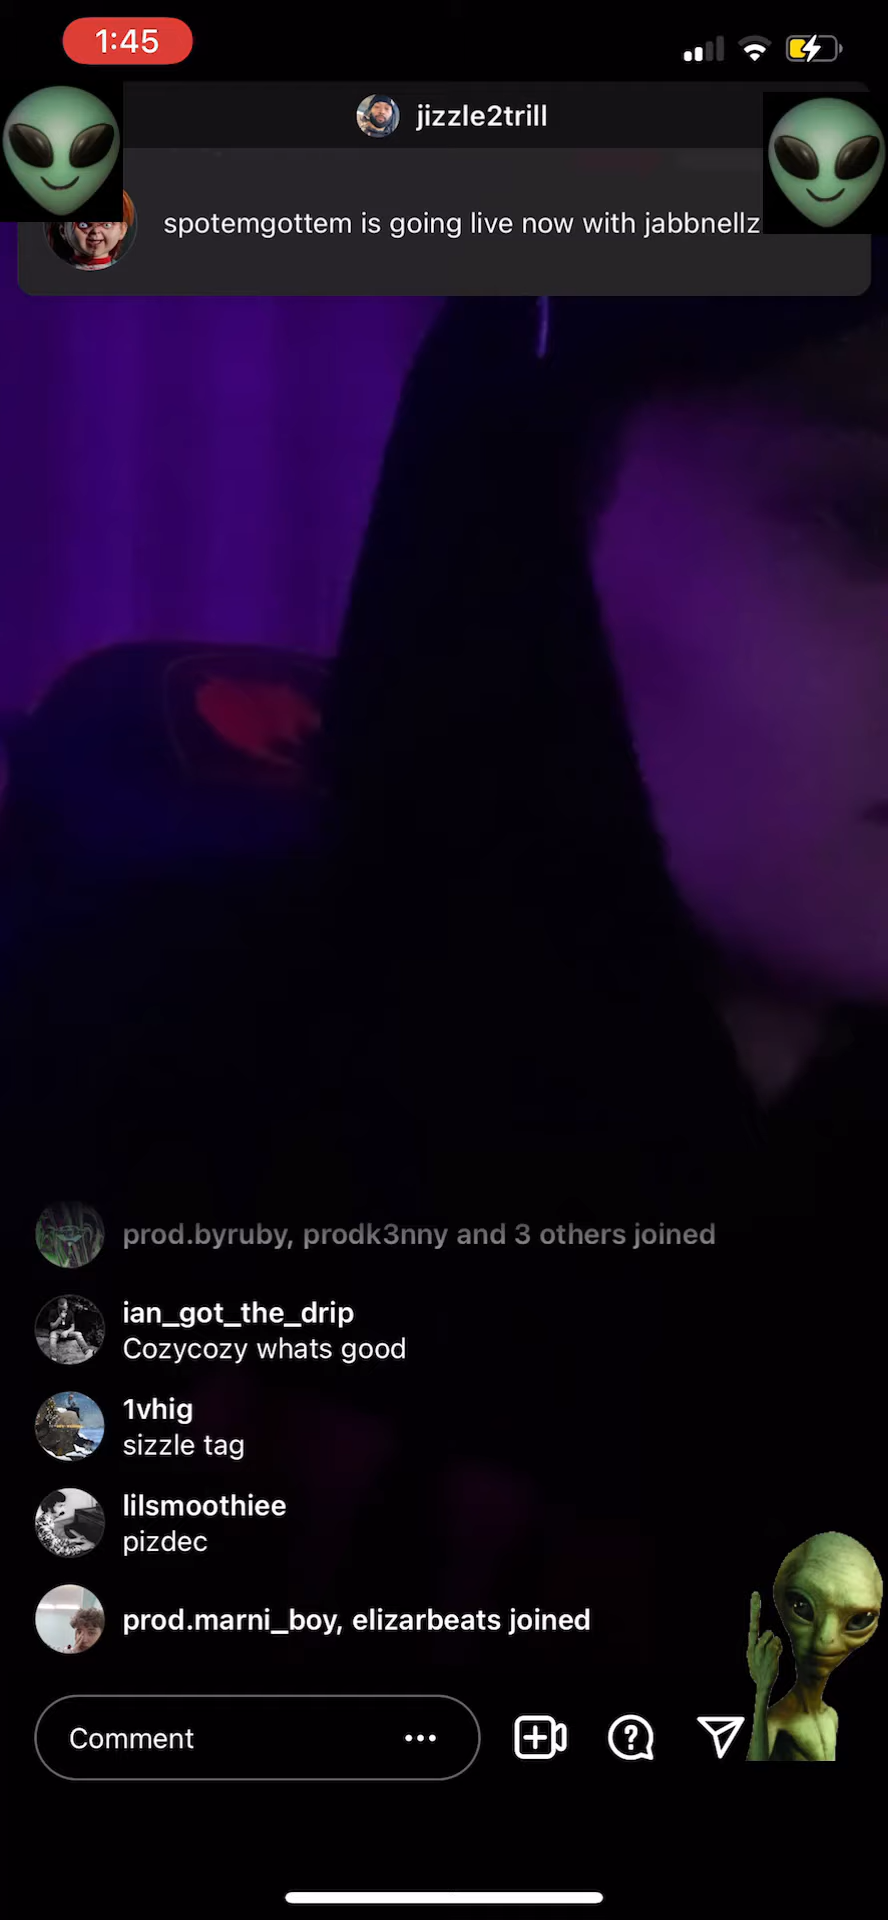 1:45
jizzle2trill
spotemgottem is going live now with jabbnellz
prod.byruby, prodk3nny and 3 others joined
ian_got_the_drip
Cozycozy whats good
1vhig
sizzle tag
lilsmoothiee
pizdec
prod.marni_boy, elizarbeats joined
Comment